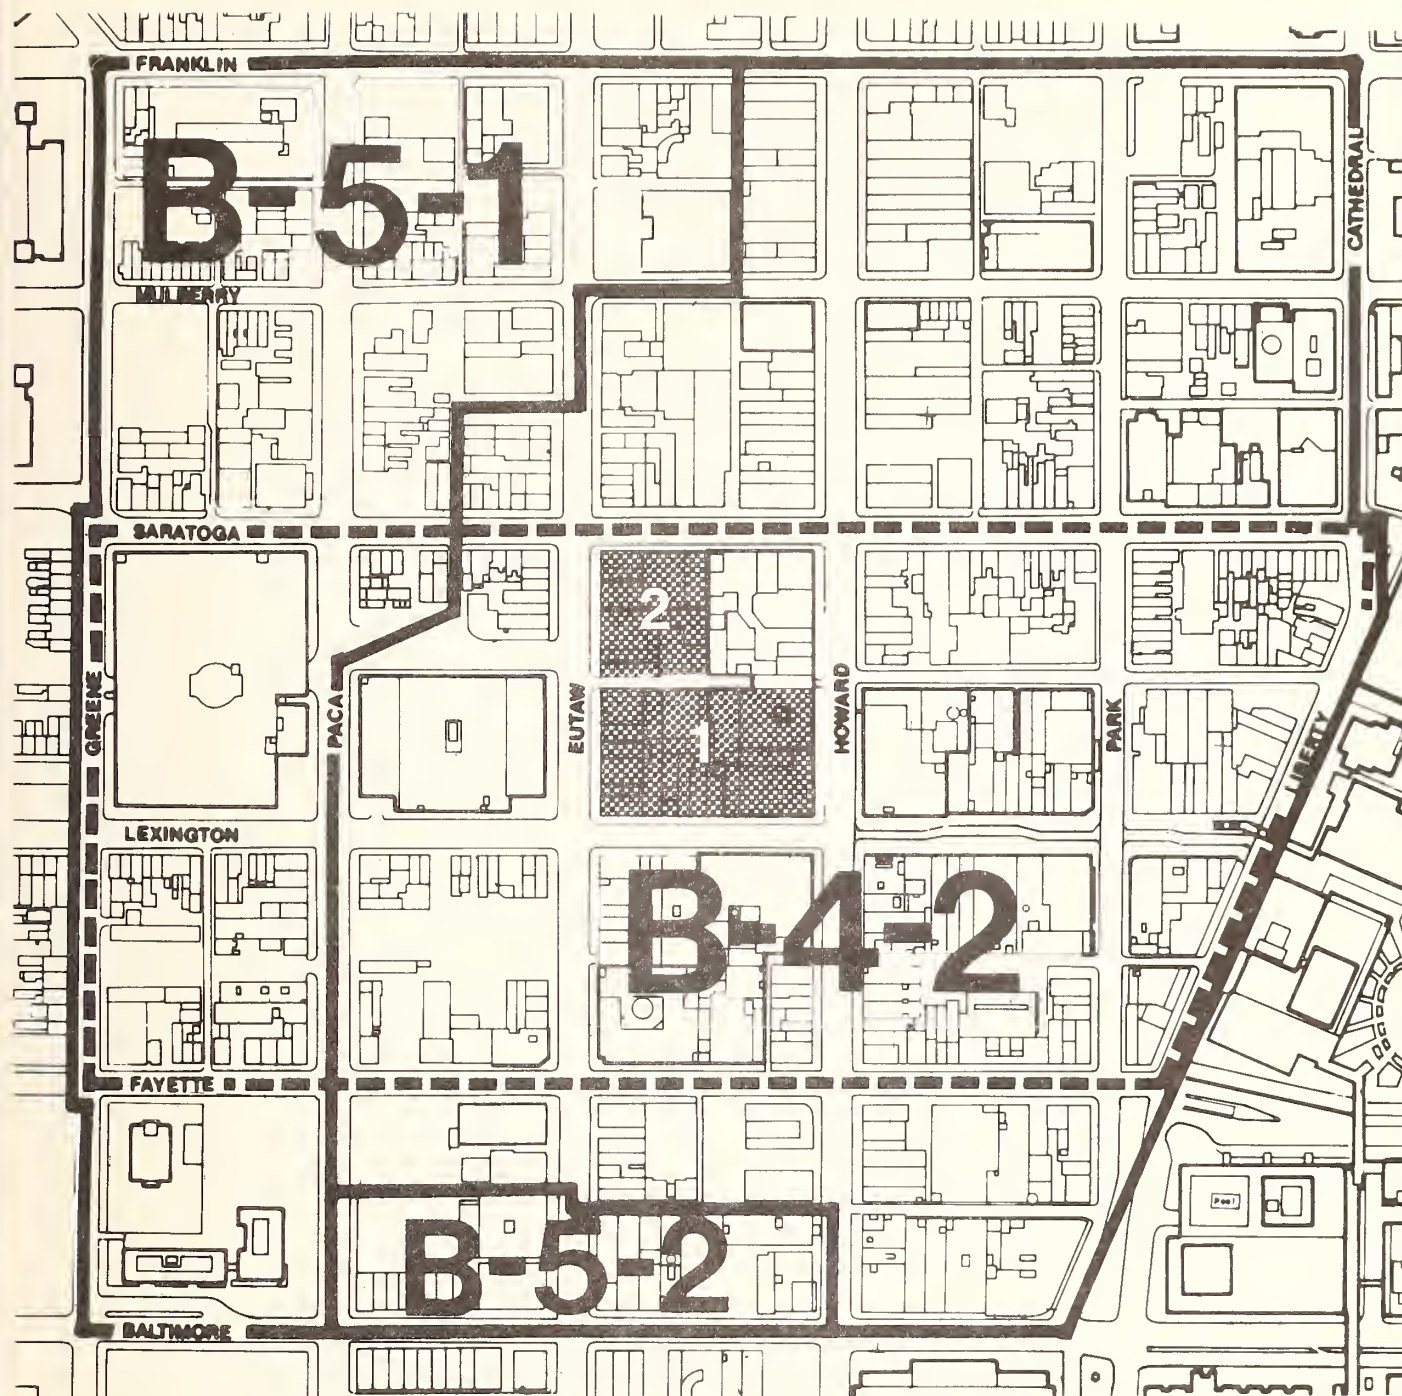 FRANKLIN
CATHEDRAL
B-5-1
MULBERRY
SARATOGA
2
GREENE
PACA
EUTAW
HOWARD
PARK
LIBERTY
1
LEXINGTON
B-4-2
FAYETTE
Pool
B-5-2
BALTIMORE